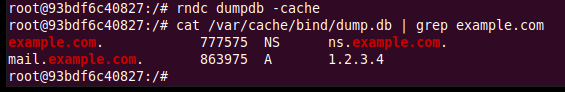 root@93bdf6c40827:/# rndc dumpdb -cache
root@93bdf6c40827:/# cat /var/cache/bind/dump.db | grep example.com
example.com. 777575 NS ns.example.com.
mail.example.com. 863975 A 1.2.3.4
root@93bdf6c40827:/#